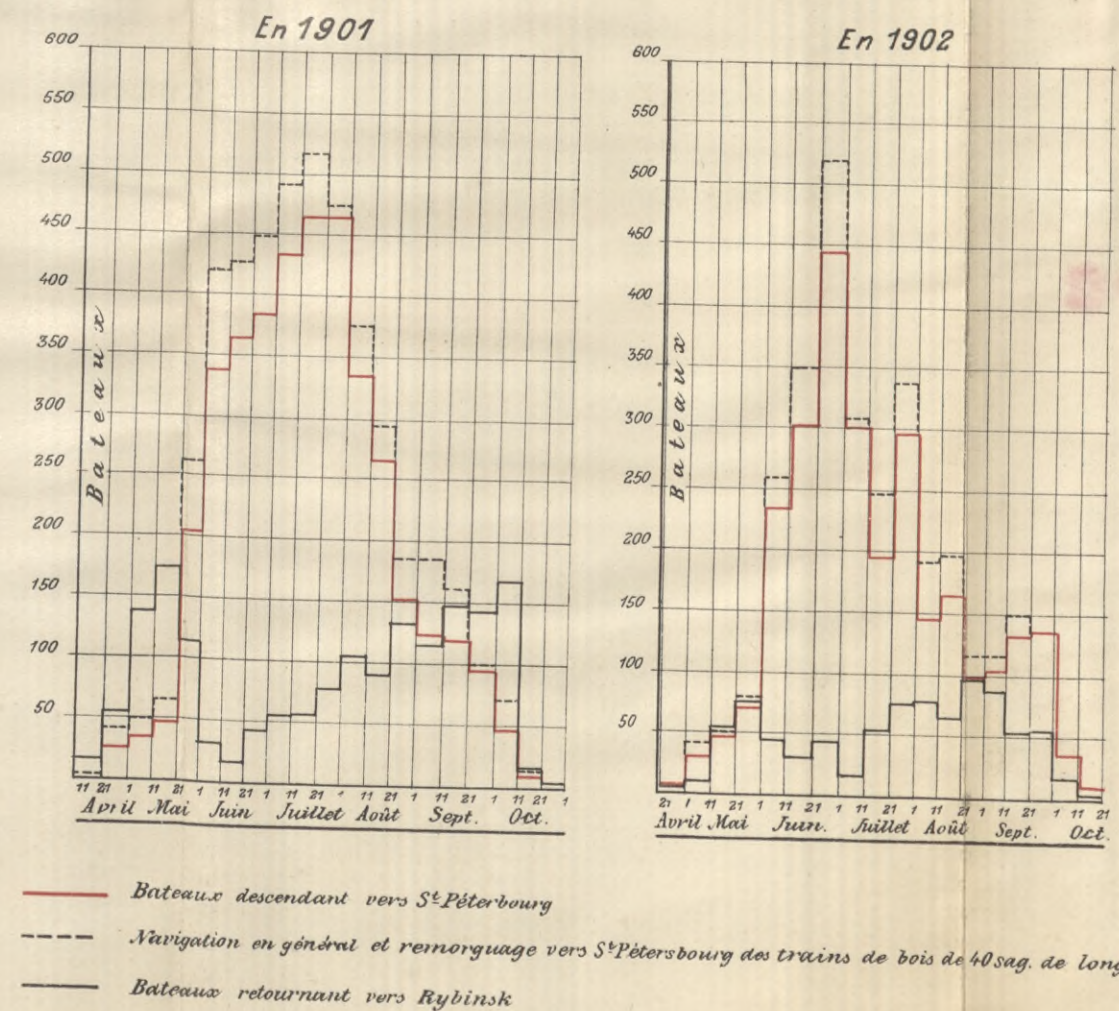 En 1901
600
550
500
450
400
350
300
250
200
150
100
50
Bateaux
11 21 1 11 21 1 11 21 1 11 21 1 11 21 1 11 21 1 11 21 1
Avril Mai Juin Juillet Août Sept. Oct.
En 1902
600
550
500
450
400
350
300
250
200
150
100
50
Bateaux
21 1 11 21 1 11 21 1 11 21 1 11 21 1 11 21 1 11 21
Avril Mai Juin. Juillet Août Sept. Oct.
Bateaux descendant vers St Péterbourg
Navigation en général et remorguage vers St Pétersbourg des trains de bois de 40 sag. de long
Bateaux retournant vers Rybinsk